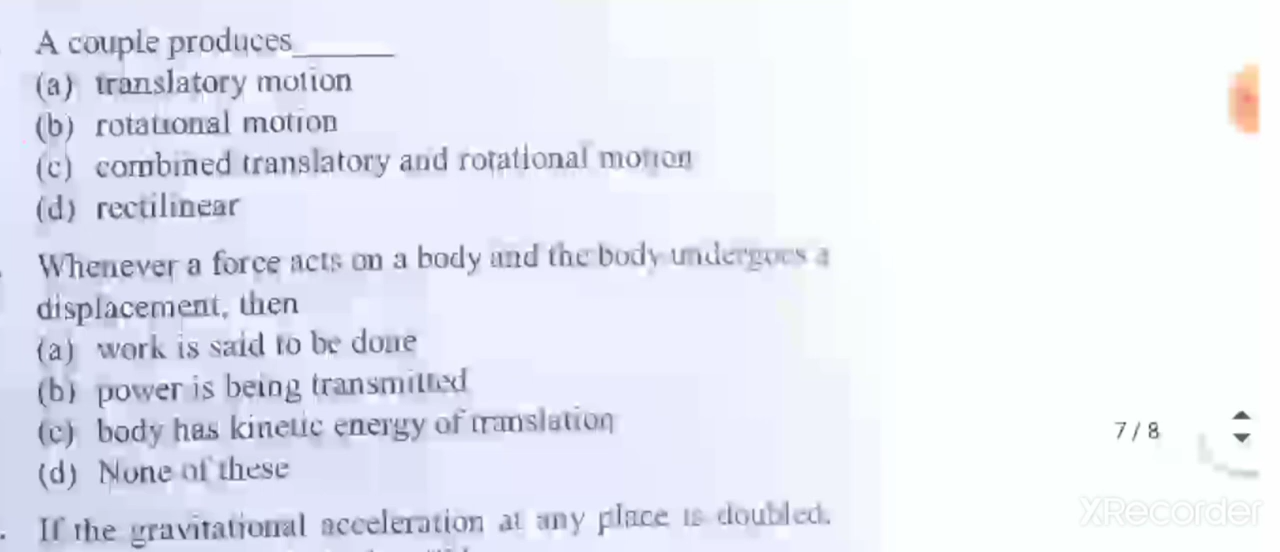 A couple produces______
(a) translatory motion
(b) rotational motion
(c) combined translatory and rotational motion
(d) rectilinear
Whenever a force acts on a body and the body undergoes a
displacement, then
(a) work is said to be done
(b) power is being transmitted
(c) body has kinetic energy of translation
(d) None of these
7 / 8
If the gravitational acceleration at any place is doubled.
XRecorder